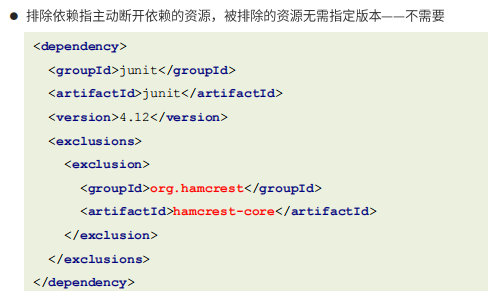 ● 排除依赖指主动断开依赖的资源，被排除的资源无需指定版本——不需要
<dependency>
  <groupId>junit</groupId>
  <artifactId>junit</artifactId>
  <version>4.12</version>
  <exclusions>
    <exclusion>
      <groupId>org.hamcrest</groupId>
      <artifactId>hamcrest-core</artifactId>
    </exclusion>
  </exclusions>
</dependency>